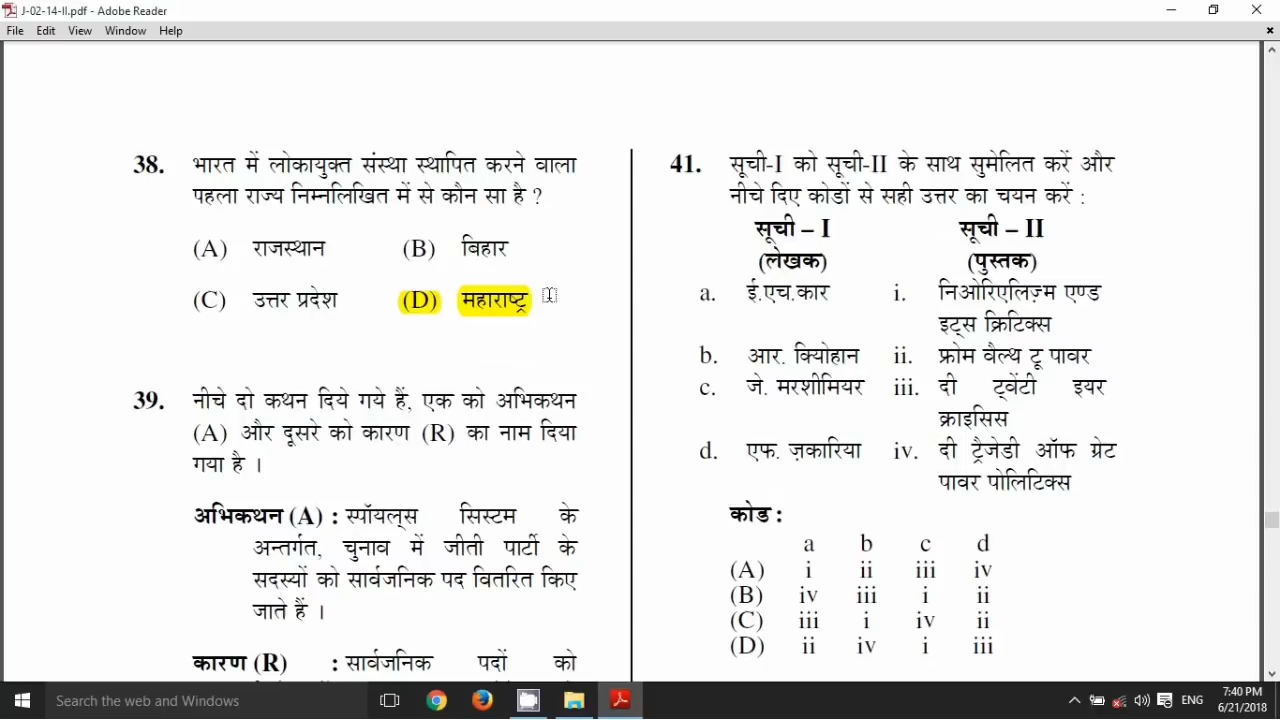 J-02-14-II.pdf - Adobe Reader
File Edit View Window Help
38. भारत में लोकायुक्त संस्था स्थापित करने वाला
पहला राज्य निम्नलिखित में से कौन सा है ?
(A) राजस्थान (B) बिहार
(C) उत्तर प्रदेश (D) महाराष्ट्र
39. नीचे दो कथन दिये गये हैं, एक को अभिकथन
(A) और दूसरे को कारण (R) का नाम दिया
गया है ।
अभिकथन (A) : स्पॉयल्स सिस्टम के
अन्तर्गत, चुनाव में जीती पार्टी के
सदस्यों को सार्वजनिक पद वितरित किए
जाते हैं ।
कारण (R) : सार्वजनिक पदों को
41. सूची-I को सूची-II के साथ सुमेलित करें और
नीचे दिए कोडों से सही उत्तर का चयन करें :
सूची – I सूची – II
(लेखक) (पुस्तक)
a. ई.एच.कार i. निओरिएलिज़्म एण्ड
इट्स क्रिटिक्स
b. आर. क्योहान ii. फ्रोम वैल्थ टू पावर
c. जे. मरशीमियर iii. दी ट्वेंटी इयर
क्राइसिस
d. एफ. ज़कारिया iv. दी ट्रैजेडी ऑफ ग्रेट
पावर पोलिटिक्स
कोड :
a b c d
(A) i ii iii iv
(B) iv iii i ii
(C) iii i iv ii
(D) ii iv i iii
Search the web and Windows
ENG
7:40 PM
6/21/2018